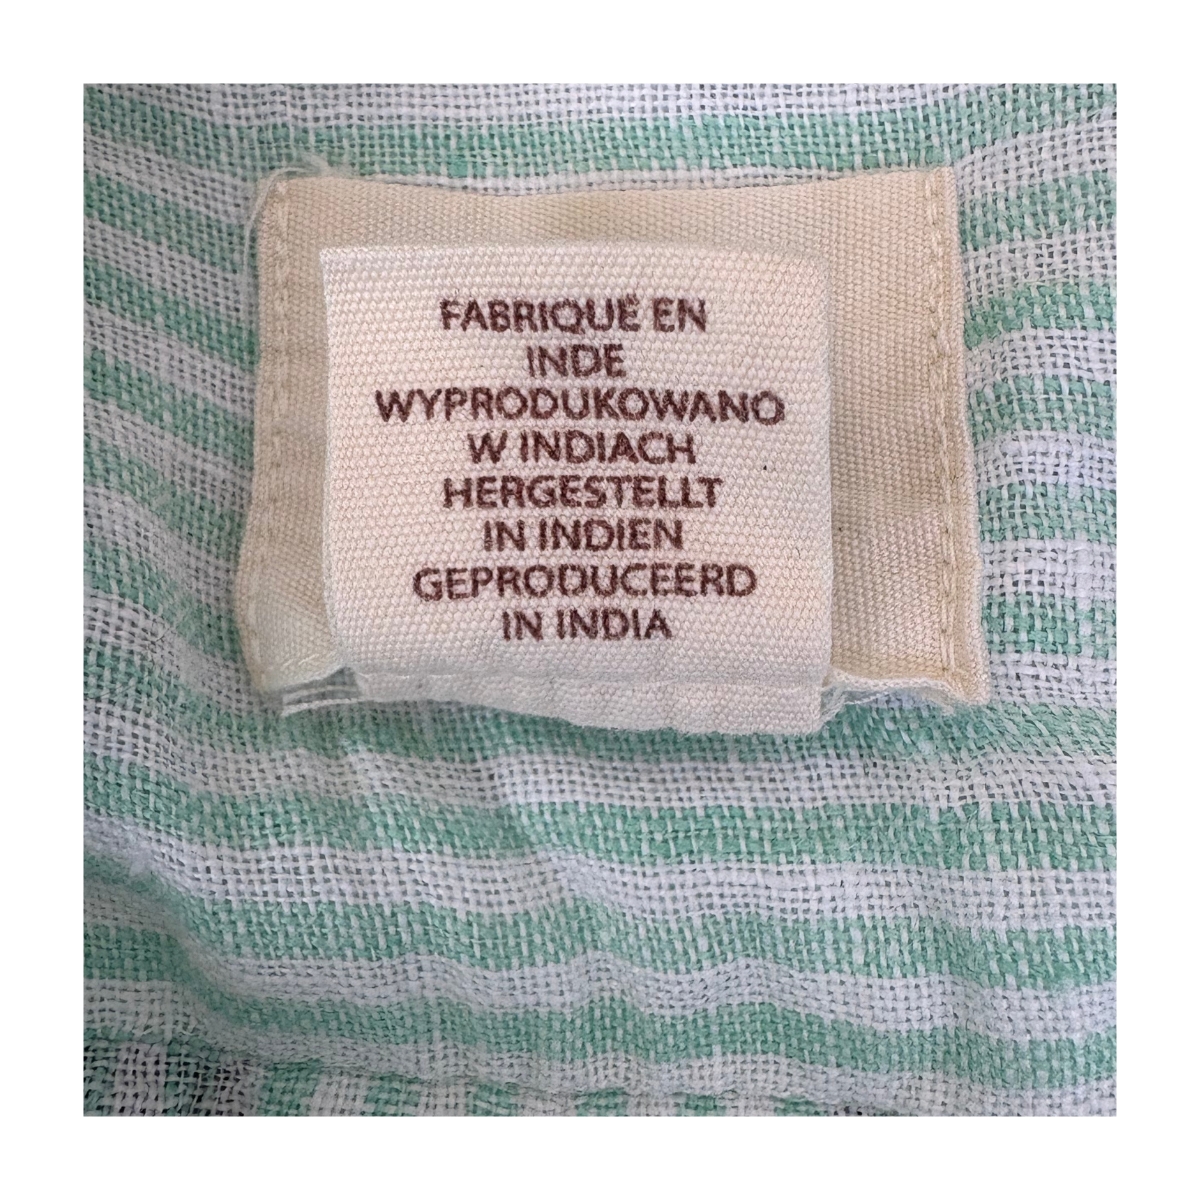 FABRIQUÉ EN
INDE
WYPRODUKOWANO
W INDIACH
HERGESTELLT
IN INDIEN
GEPRODUCEERD
IN INDIA